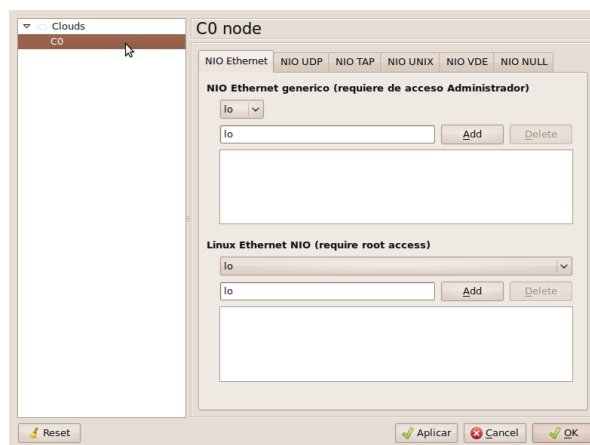 Clouds
C0
C0 node
NIO Ethernet NIO UDP NIO TAP NIO UNIX NIO VDE NIO NULL
NIO Ethernet generico (requiere de acceso Administrador)
lo
lo Add Delete
Linux Ethernet NIO (require root access)
lo
lo Add Delete
Reset Aplicar Cancel OK